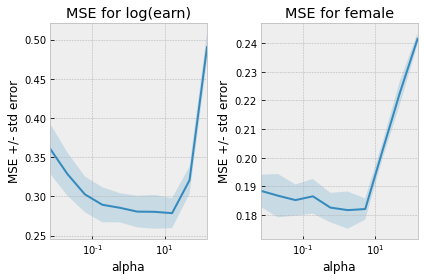 MSE for log(earn)
MSE +/- std error
0.50
0.45
0.40
0.35
0.30
0.25
10⁻¹ 10¹
alpha
MSE for female
MSE +/- std error
0.24
0.23
0.22
0.21
0.20
0.19
0.18
10⁻¹ 10¹
alpha